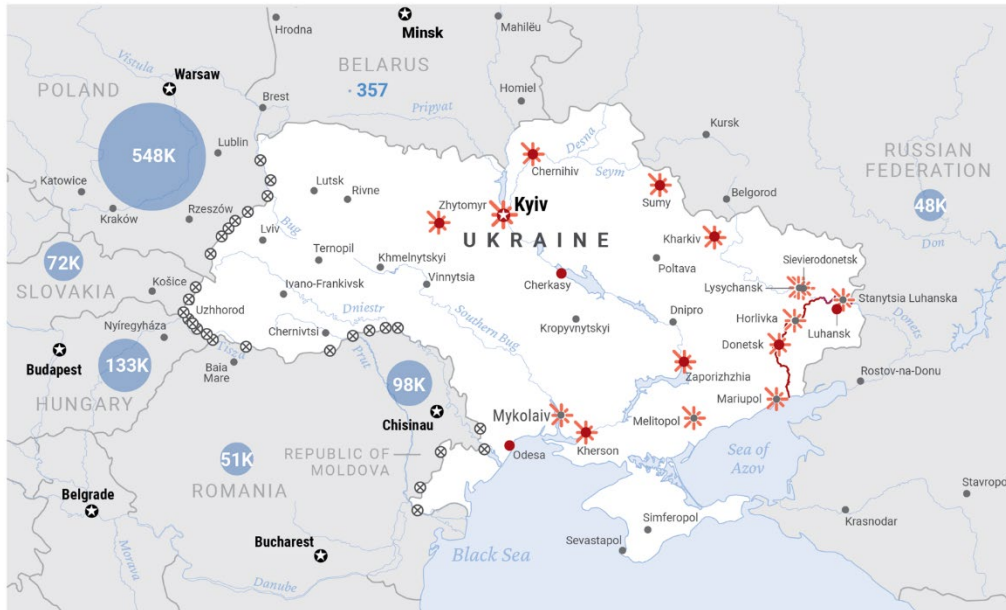 Hrodna
Minsk
Mahilëu
BELARUS
357
Vistula
Warsaw
POLAND
Brest
Homiel
Pripyat
548K
Lublin
Desna
Kursk
Chernihiv
Seym
RUSSIAN
FEDERATION
Katowice
Lutsk
Rivne
Sumy
Belgorod
48K
Kraków
Rzeszów
Zhytomyr
Kyiv
Bug
Lviv
UKRAINE
Kharkiv
Don
72K
Ternopil
Khmelnytskyi
Poltava
Sievierodonetsk
SLOVAKIA
Košice
Ivano-Frankivsk
Vinnytsia
Cherkasy
Lysychansk
Stanytsia Luhanska
Uzhhorod
Dniestr
Horlivka
Nyíregyháza
Chernivtsi
Southern Bug
Kropyvnytskyi
Dnipro
Luhansk
Donets
Donetsk
Budapest
133K
Tisza
Baia
Mare
Prut
Zaporizhzhia
Rostov-na-Donu
HUNGARY
98K
Mariupol
Chisinau
Mykolaiv
Melitopol
51K
REPUBLIC OF
MOLDOVA
Odesa
Kherson
Sea of
Azov
ROMANIA
Belgrade
Stavropo
Simferopol
Krasnodar
Morava
Bucharest
Black Sea
Sevastapol
Danube